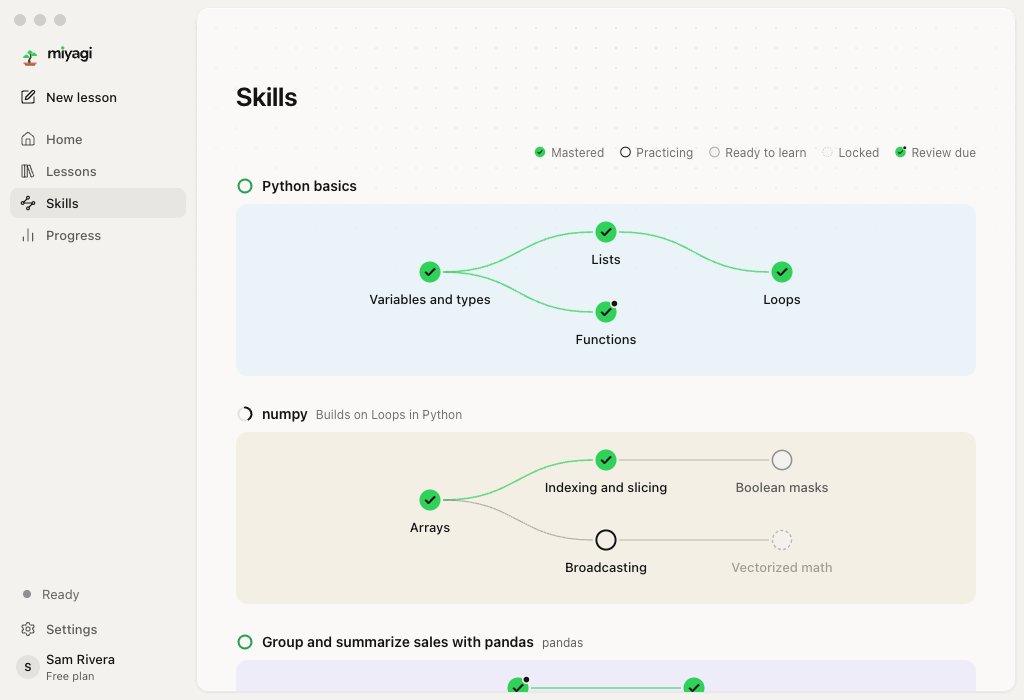 miyagi
New lesson
Home
Lessons
Skills
Progress
Ready
Settings
S
Sam Rivera
Free plan
Skills
Mastered
Practicing
Ready to learn
Locked
Review due
Python basics
Variables and types
Lists
Functions
Loops
numpy Builds on Loops in Python
Arrays
Indexing and slicing
Broadcasting
Boolean masks
Vectorized math
Group and summarize sales with pandas pandas